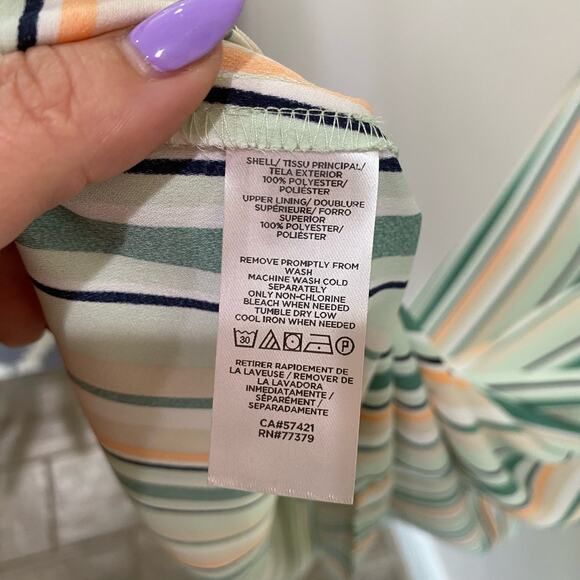 SHELL/ TISSU PRINCIPAL/
TELA EXTERIOR
100% POLYESTER/
POLIÉSTER
UPPER LINING/ DOUBLURE
SUPÉRIEURE/ FORRO
SUPERIOR
100% POLYESTER/
POLIÉSTER
REMOVE PROMPTLY FROM
WASH
MACHINE WASH COLD
SEPARATELY
ONLY NON-CHLORINE
BLEACH WHEN NEEDED
TUMBLE DRY LOW
COOL IRON WHEN NEEDED
30 P
RETIRER RAPIDEMENT DE
LA LAVEUSE / REMOVER DE
LA LAVADORA
INMEDIATAMENTE /
SÉPARÉMENT /
SEPARADAMENTE
CA#57421
RN#77379